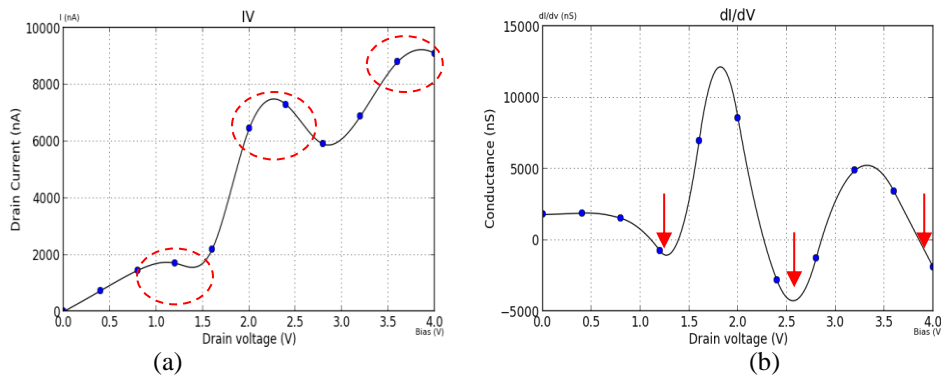 I (nA)
IV
10000
8000
6000
4000
2000
0
Drain Current (nA)
0.0 0.5 1.0 1.5 2.0 2.5 3.0 3.5 4.0
Bias (V)
Drain voltage (V)
(a)
dI/dv (nS)
dI/dV
15000
10000
5000
0
−5000
Conductance (nS)
0.0 0.5 1.0 1.5 2.0 2.5 3.0 3.5 4.0
Bias (V)
Drain voltage (V)
(b)